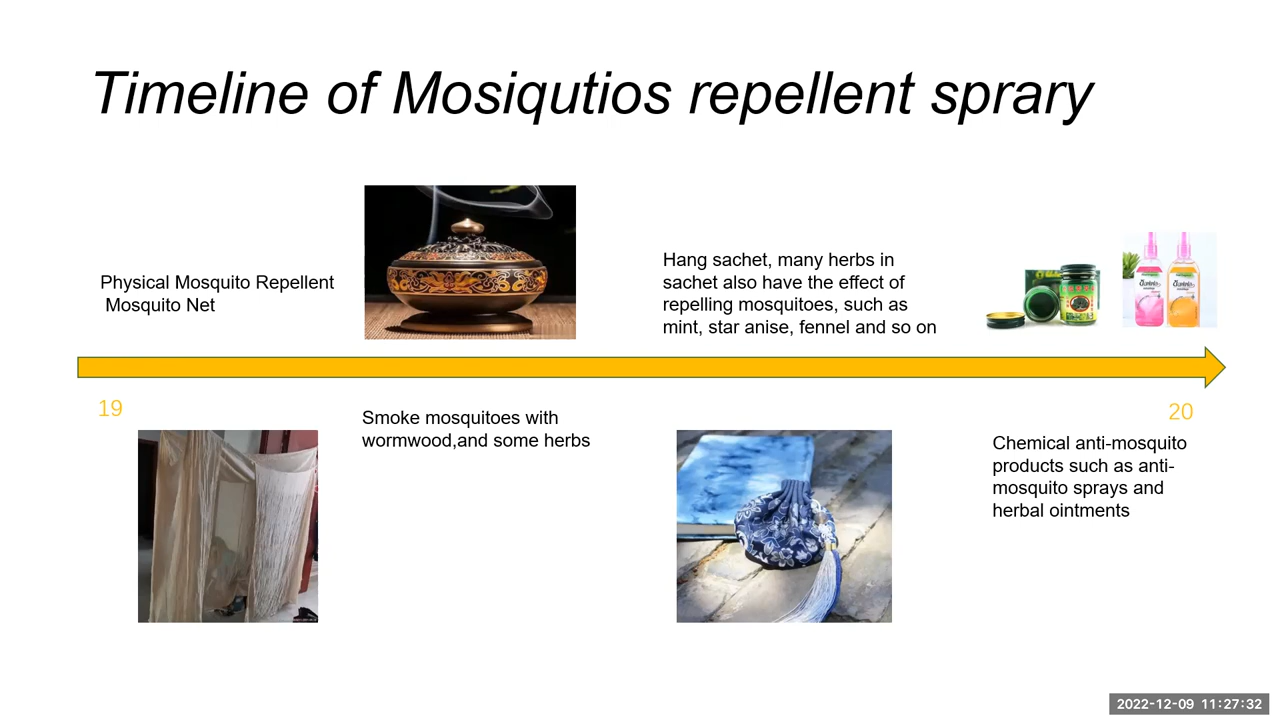 Timeline of Mosiqutios repellent sprary
Physical Mosquito Repellent
Mosquito Net
Hang sachet, many herbs in
sachet also have the effect of
repelling mosquitoes, such as
mint, star anise, fennel and so on
19
20
Smoke mosquitoes with
wormwood,and some herbs
Chemical anti-mosquito
products such as anti-
mosquito sprays and
herbal ointments
2022-12-09 11:27:32